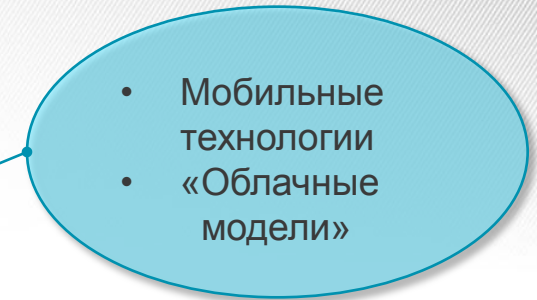 • Мобильные
технологии
• «Облачные
модели»